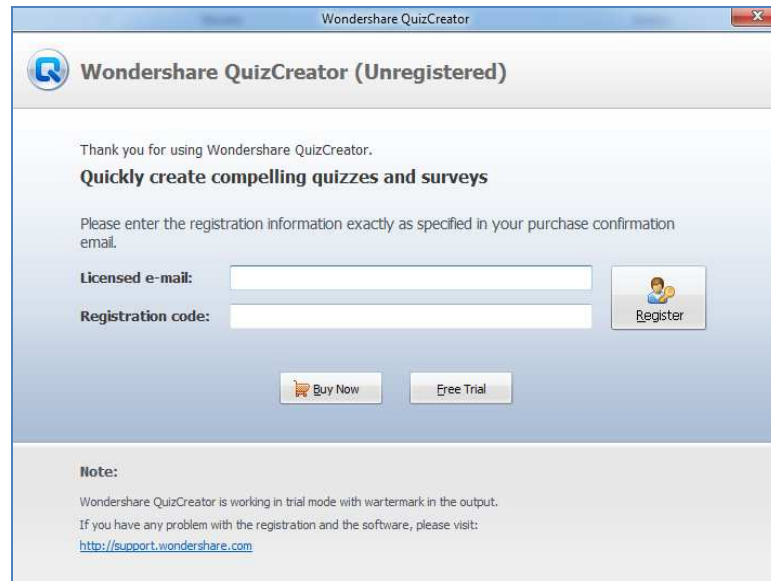 Wondershare QuizCreator
Wondershare QuizCreator (Unregistered)
Thank you for using Wondershare QuizCreator.
Quickly create compelling quizzes and surveys
Please enter the registration information exactly as specified in your purchase confirmation
email.
Licensed e-mail:
Registration code:
Register
Buy Now
Free Trial
Note:
Wondershare QuizCreator is working in trial mode with wartermark in the output.
If you have any problem with the registration and the software, please visit:
http://support.wondershare.com